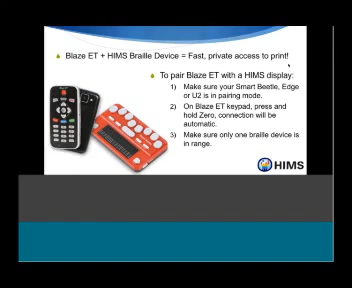 Blaze ET + HIMS Braille Device = Fast, private access to print!
To pair Blaze ET with a HIMS display:
1) Make sure your Smart Beetle, Edge
or U2 is in pairing mode.
2) On Blaze ET keypad, press and
hold Zero, connection will be
automatic.
3) Make sure only one braille device is
in range.
HIMS